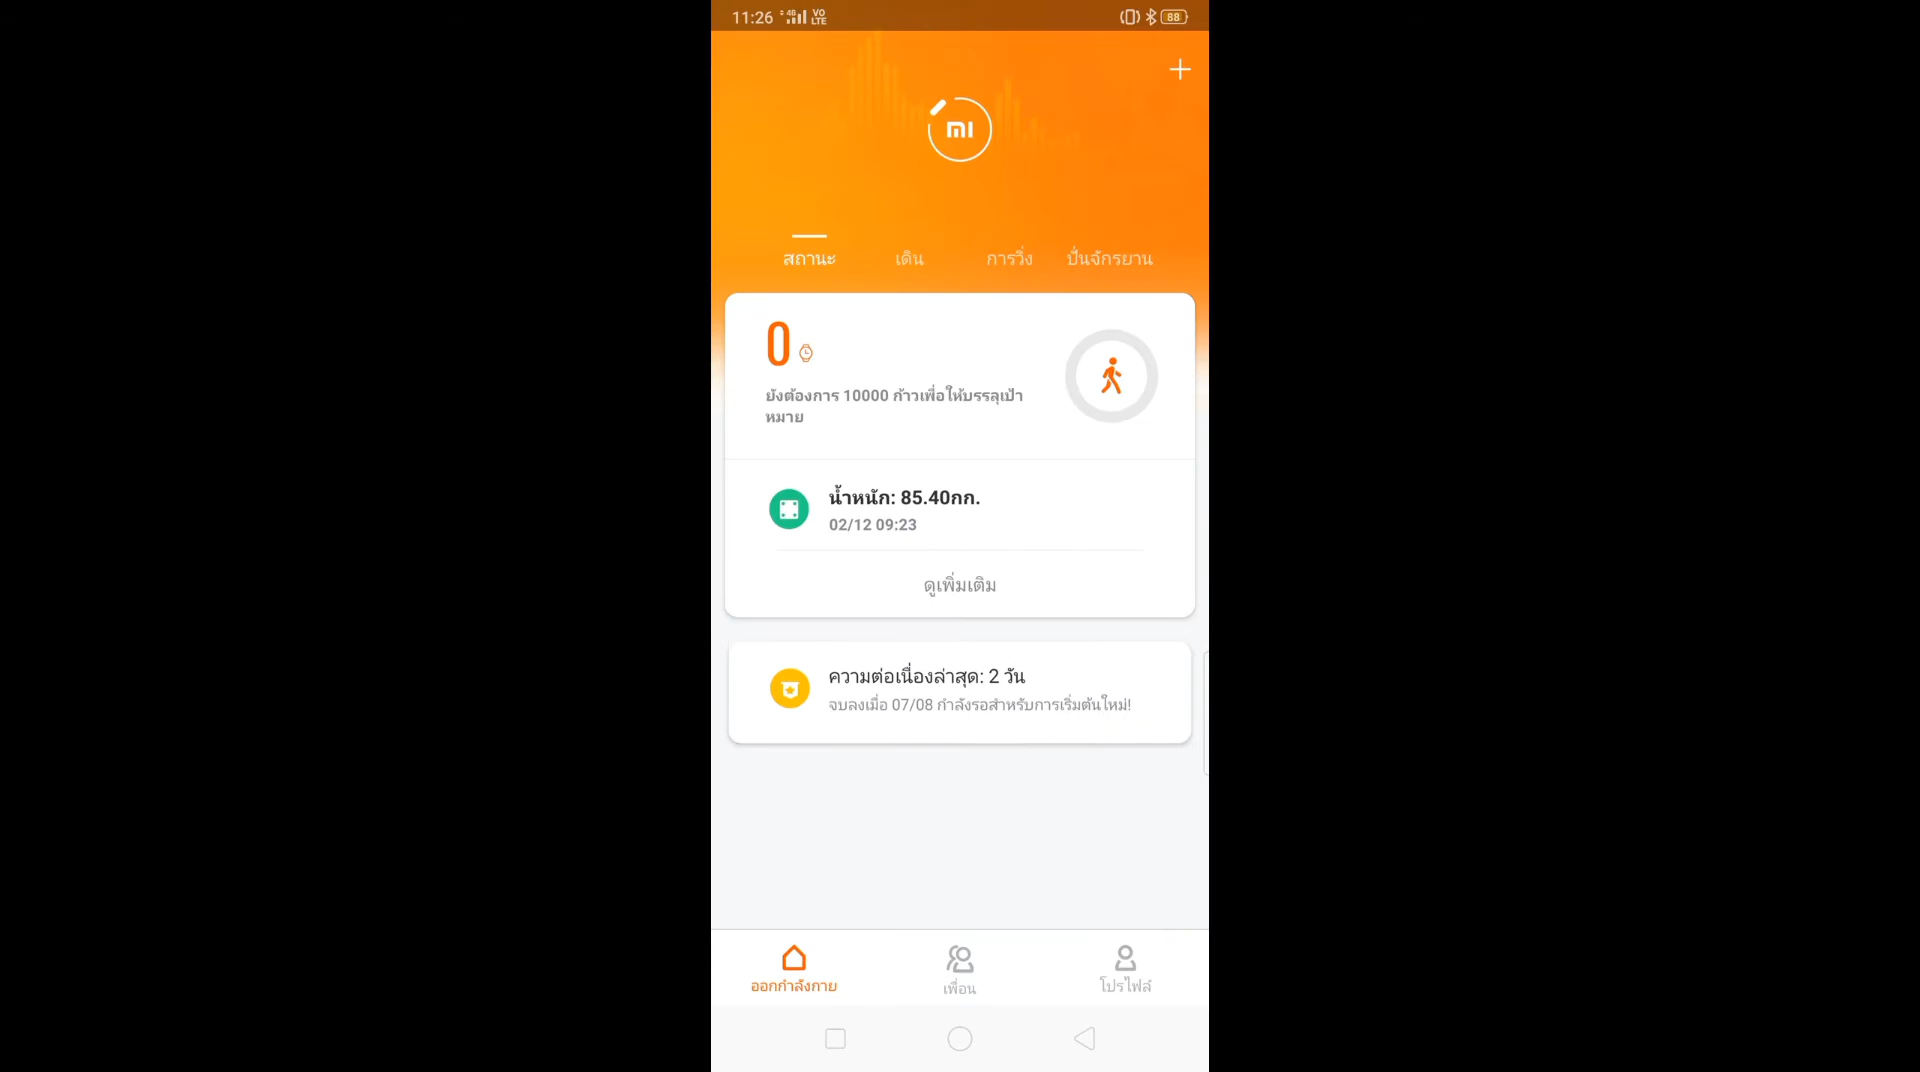 11:26 4G VO LTE 88
mi
สถานะ เดิน การวิ่ง ปั่นจักรยาน
0
ยังต้องการ 10000 ก้าวเพื่อให้บรรลุเป้า
หมาย
น้ำหนัก: 85.40กก.
02/12 09:23
ดูเพิ่มเติม
ความต่อเนื่องล่าสุด: 2 วัน
จบลงเมื่อ 07/08 กำลังรอสำหรับการเริ่มต้นใหม่!
ออกกำลังกาย เพื่อน โปรไฟล์